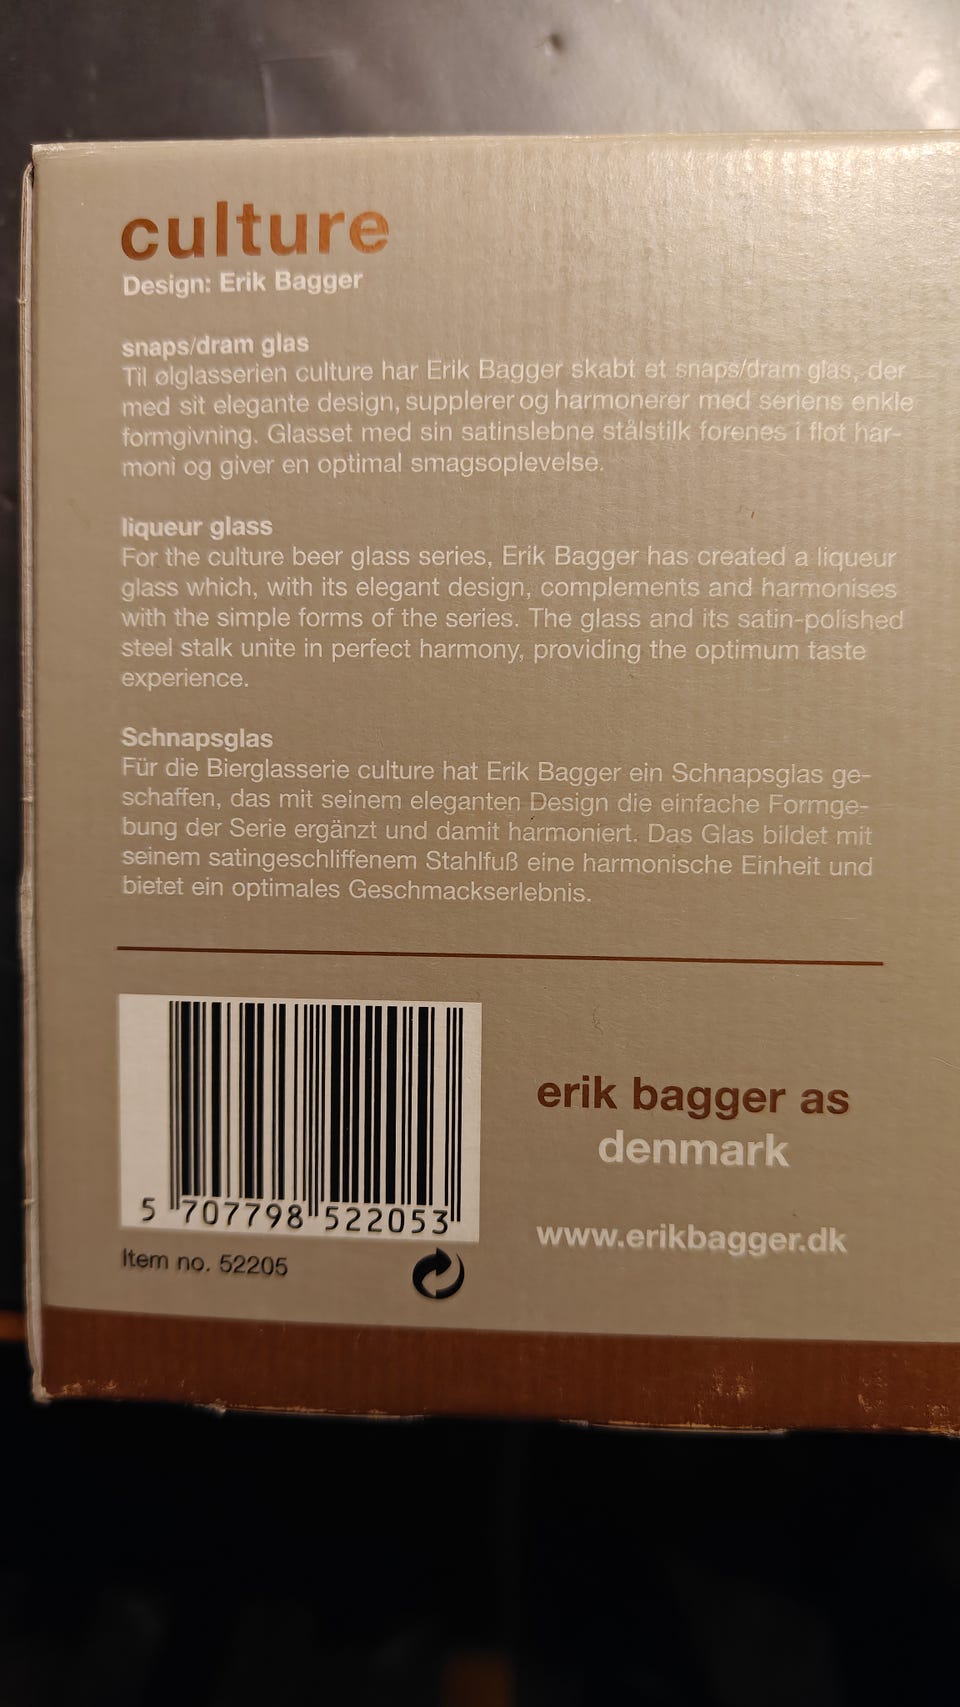 culture
Design: Erik Bagger
snaps/dram glas
Til ølglasserien culture har Erik Bagger skabt et snaps/dram glas, der
med sit elegante design, supplerer og harmonerer med seriens enkle
formgivning. Glasset med sin satinslebne stålstilk forenes i flot har-
moni og giver en optimal smagsoplevelse.
liqueur glass
For the culture beer glass series, Erik Bagger has created a liqueur
glass which, with its elegant design, complements and harmonises
with the simple forms of the series. The glass and its satin-polished
steel stalk unite in perfect harmony, providing the optimum taste
experience.
Schnapsglas
Für die Bierglasserie culture hat Erik Bagger ein Schnapsglas ge-
schaffen, das mit seinem eleganten Design die einfache Formge-
bung der Serie ergänzt und damit harmoniert. Das Glas bildet mit
seinem satingeschliffenem Stahlfuß eine harmonische Einheit und
bietet ein optimales Geschmackserlebnis.
5 707798 522053
Item no. 52205
erik bagger as
denmark
www.erikbagger.dk